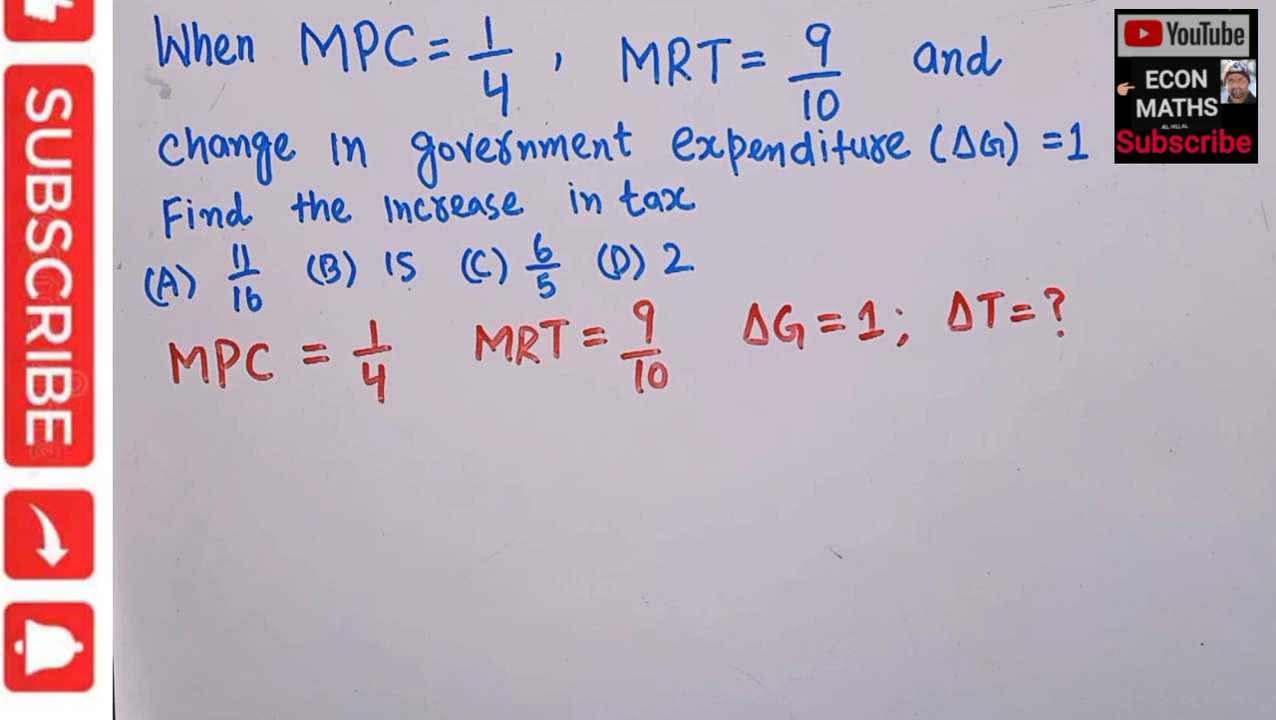 When MPC = 1/4 , MRT = 9/10 and
change in government expenditure (ΔG) = 1
Find the increase in tax
(A) 11/16 (B) 15 (C) 6/5 (D) 2
MPC = 1/4 MRT = 9/10 ΔG = 1; ΔT = ?
SUBSCRIBE
YouTube
ECON
MATHS
Subscribe